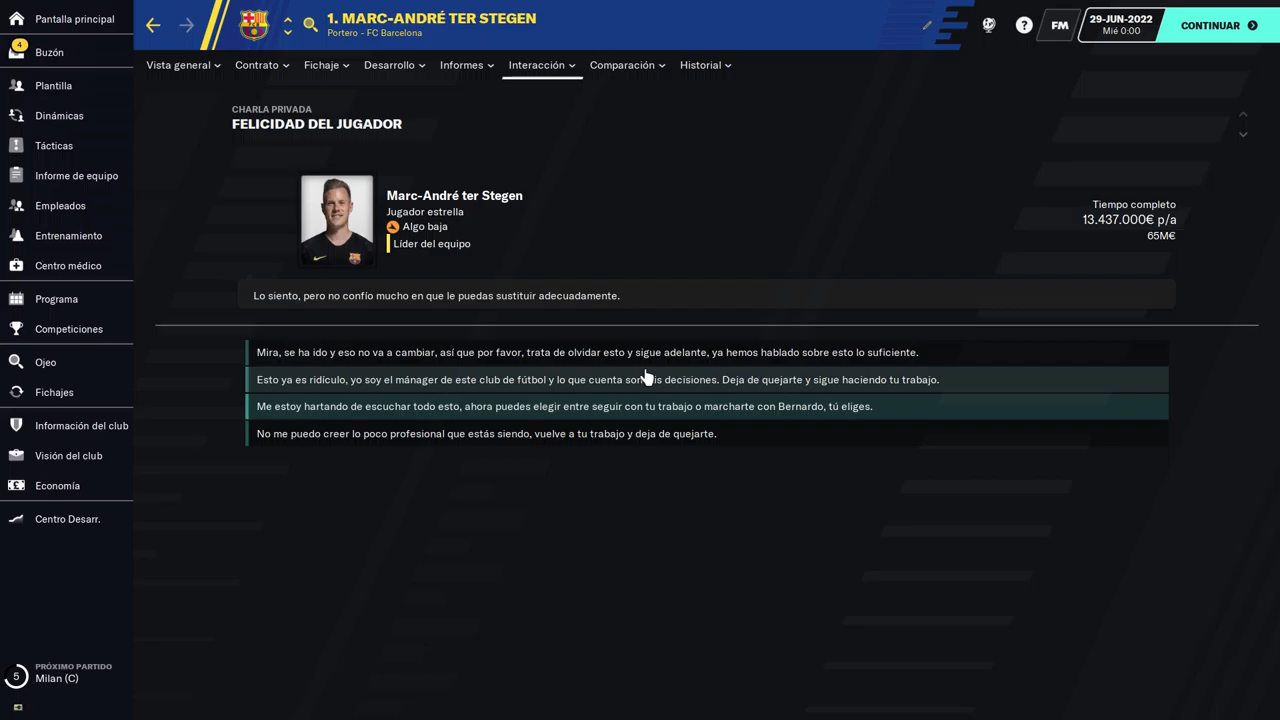 Pantalla principal
4
Buzón
Plantilla
Dinámicas
Tácticas
Informe de equipo
Empleados
Entrenamiento
Centro médico
Programa
Competiciones
Ojeo
Fichajes
Información del club
Visión del club
Economía
Centro Desarr.
PRÓXIMO PARTIDO
5
Milan (C)
1. MARC-ANDRÉ TER STEGEN
Portero - FC Barcelona
?
FM
29-JUN-2022
Mié 0:00
CONTINUAR
Vista general
Contrato
Fichaje
Desarrollo
Informes
Interacción
Comparación
Historial
CHARLA PRIVADA
FELICIDAD DEL JUGADOR
Marc-André ter Stegen
Jugador estrella
Algo baja
Líder del equipo
Tiempo completo
13.437.000€ p/a
65M€
Lo siento, pero no confío mucho en que le puedas sustituir adecuadamente.
Mira, se ha ido y eso no va a cambiar, así que por favor, trata de olvidar esto y sigue adelante, ya hemos hablado sobre esto lo suficiente.
Esto ya es ridículo, yo soy el mánager de este club de fútbol y lo que cuenta son mis decisiones. Deja de quejarte y sigue haciendo tu trabajo.
Me estoy hartando de escuchar todo esto, ahora puedes elegir entre seguir con tu trabajo o marcharte con Bernardo, tú eliges.
No me puedo creer lo poco profesional que estás siendo, vuelve a tu trabajo y deja de quejarte.